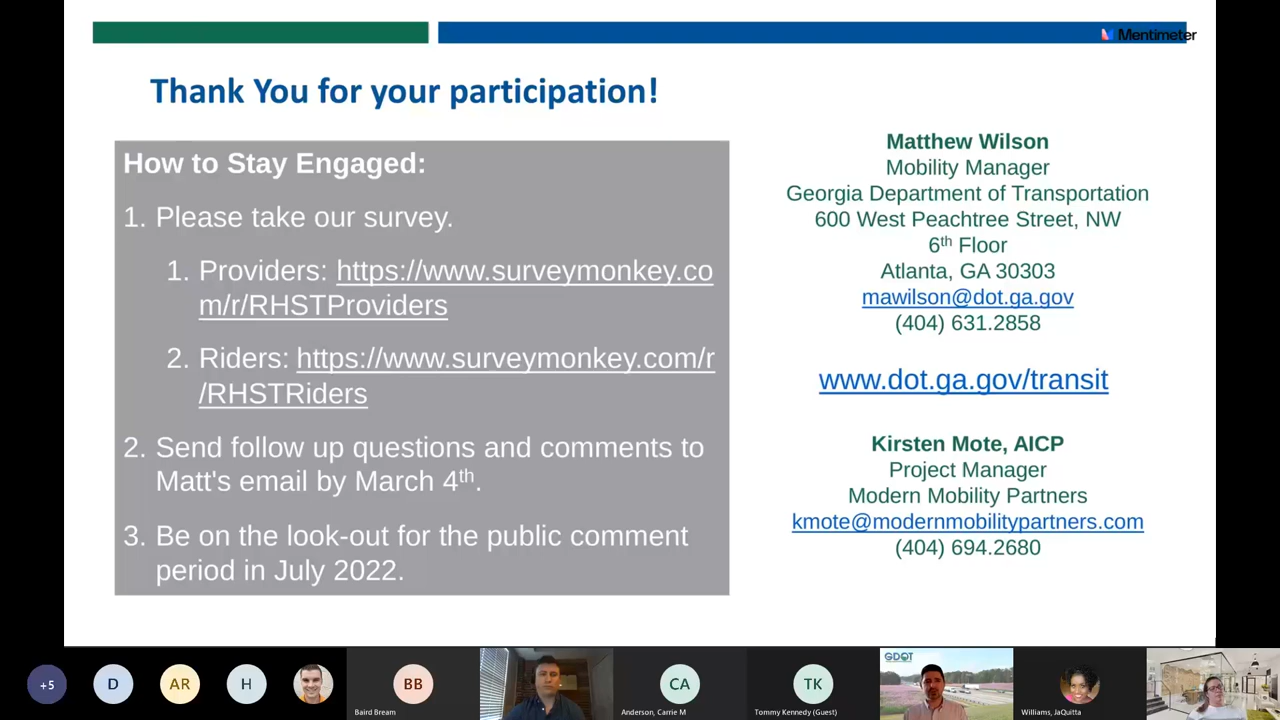 Mentimeter
Thank You for your participation!
How to Stay Engaged:
1. Please take our survey.
1. Providers: https://www.surveymonkey.co
m/r/RHSTProviders
2. Riders: https://www.surveymonkey.com/r
/RHSTRiders
2. Send follow up questions and comments to
Matt's email by March 4th.
3. Be on the look-out for the public comment
period in July 2022.
Matthew Wilson
Mobility Manager
Georgia Department of Transportation
600 West Peachtree Street, NW
6th Floor
Atlanta, GA 30303
mawilson@dot.ga.gov
(404) 631.2858
www.dot.ga.gov/transit
Kirsten Mote, AICP
Project Manager
Modern Mobility Partners
kmote@modernmobilitypartners.com
(404) 694.2680
+5
D
AR
H
BB
Baird Bream
CA
Anderson, Carrie M
TK
Tommy Kennedy (Guest)
GDOT
Williams, JaQuitta